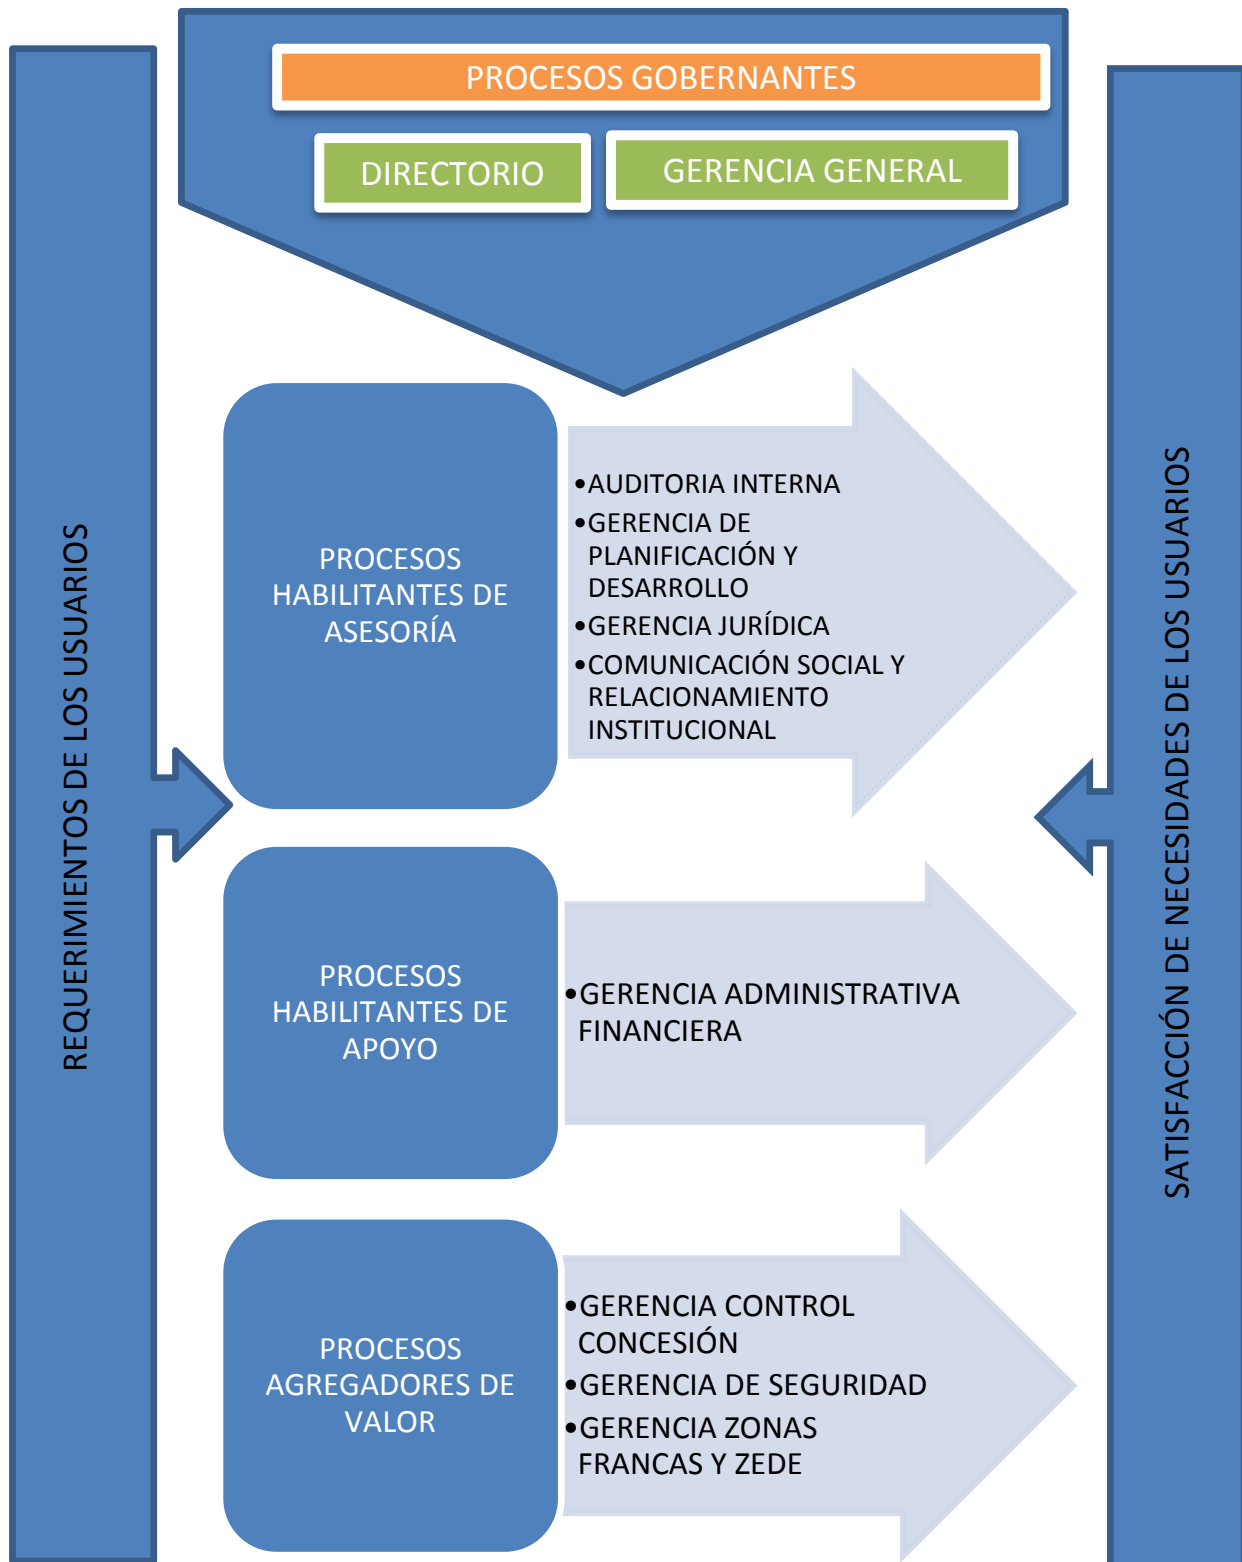 PROCESOS GOBERNANTES
DIRECTORIO
GERENCIA GENERAL
REQUERIMIENTOS DE LOS USUARIOS
PROCESOS
HABILITANTES DE
ASESORÍA
•AUDITORIA INTERNA
•GERENCIA DE
PLANIFICACIÓN Y
DESARROLLO
•GERENCIA JURÍDICA
•COMUNICACIÓN SOCIAL Y
RELACIONAMIENTO
INSTITUCIONAL
PROCESOS
HABILITANTES DE
APOYO
•GERENCIA ADMINISTRATIVA
FINANCIERA
PROCESOS
AGREGADORES DE
VALOR
•GERENCIA CONTROL
CONCESIÓN
•GERENCIA DE SEGURIDAD
•GERENCIA ZONAS
FRANCAS Y ZEDE
SATISFACCIÓN DE NECESIDADES DE LOS USUARIOS